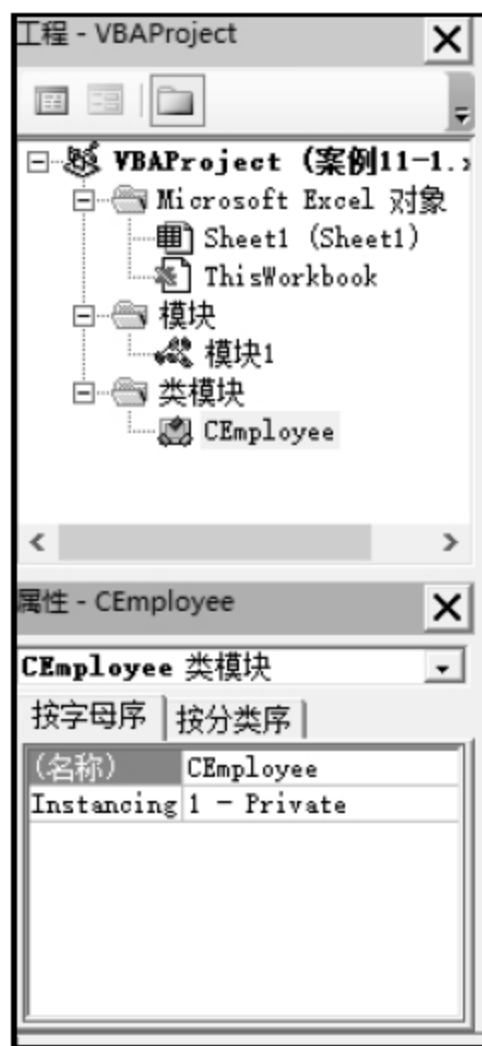 工程 - VBAProject
VBAProject (案例11-1.x
Microsoft Excel 对象
Sheet1 (Sheet1)
ThisWorkbook
模块
模块1
类模块
CEmployee
属性 - CEmployee
CEmployee 类模块
按字母序 按分类序
(名称) CEmployee
Instancing 1 - Private